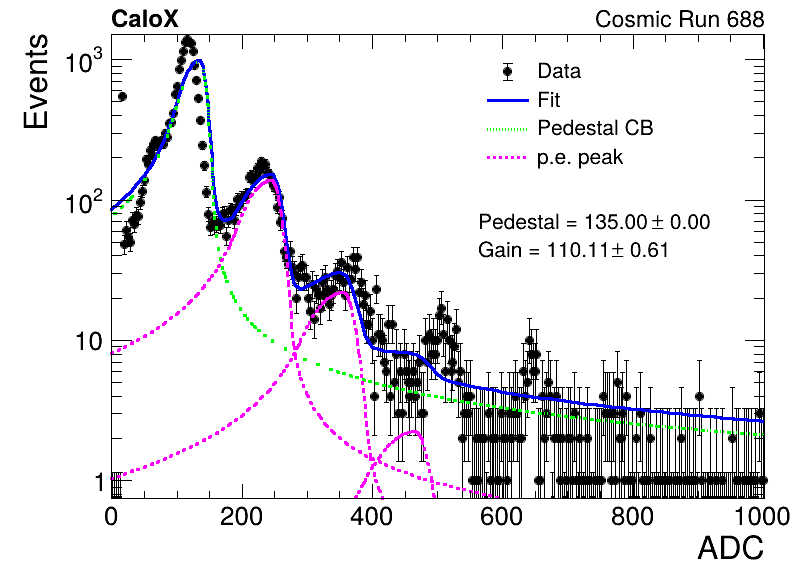 CaloX
Cosmic Run 688
Events
10³
10²
10
1
Data
Fit
Pedestal CB
p.e. peak
Pedestal = 135.00 ± 0.00
Gain = 110.11 ± 0.61
0 200 400 600 800 1000
ADC